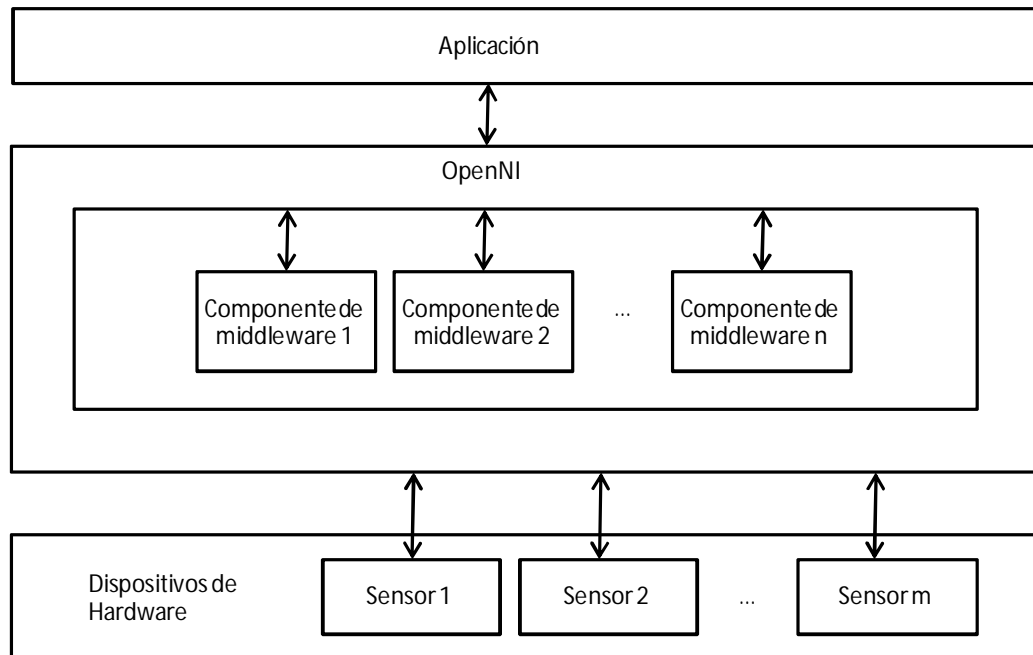 Aplicación
OpenNI
Componente de
middleware 1
Componente de
middleware 2
...
Componente de
middleware n
Dispositivos de
Hardware
Sensor 1
Sensor 2
...
Sensor m